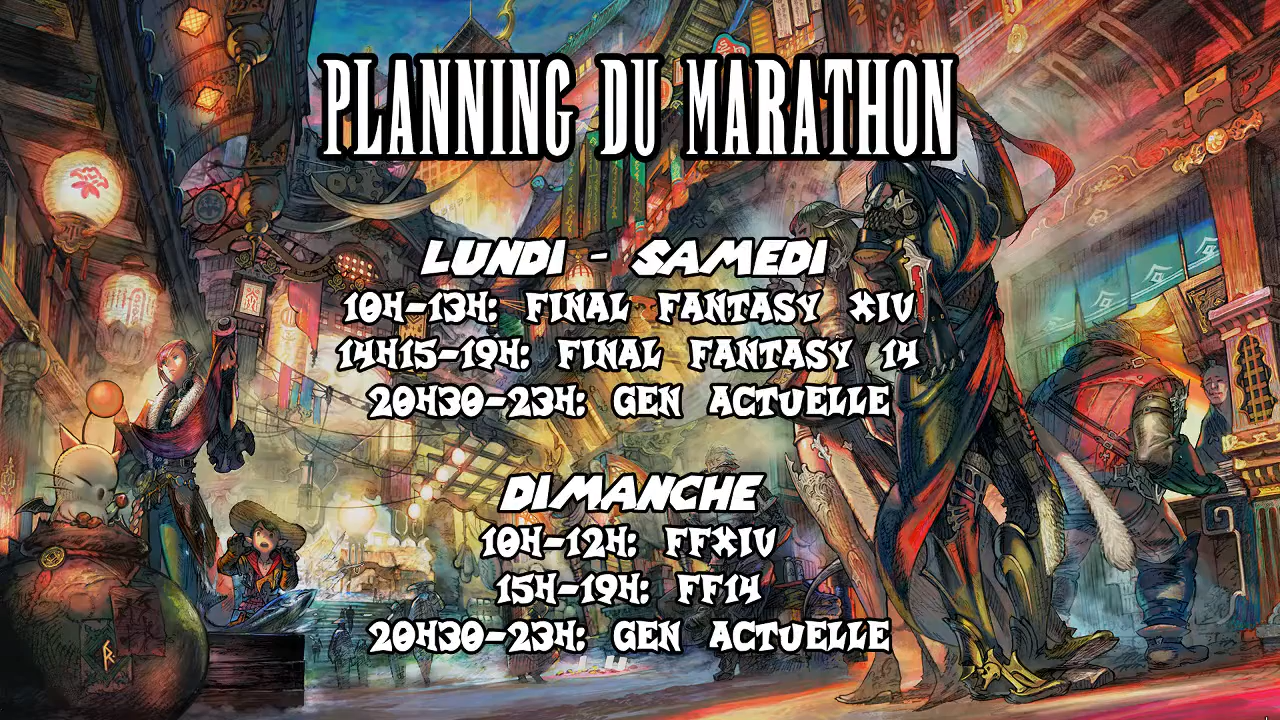 PLANNING DU MARATHON
LUNDI - SAMEDI
10H-13H: FINAL FANTASY XIV
14H15-19H: FINAL FANTASY 14
20H30-23H: GEN ACTUELLE
DIMANCHE
10H-12H: FFXIV
15H-19H: FF14
20H30-23H: GEN ACTUELLE